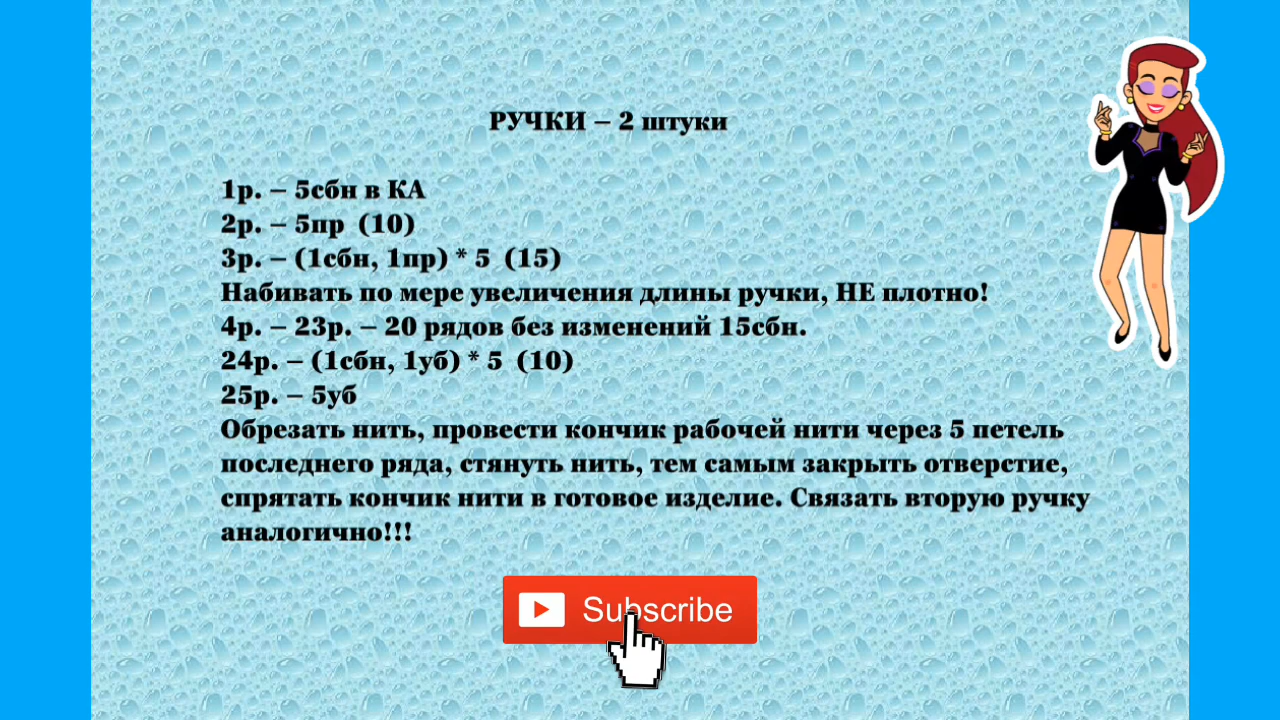 РУЧКИ – 2 штуки
1р. – 5сбн в КА
2р. – 5пр (10)
3р. – (1сбн, 1пр) * 5 (15)
Набивать по мере увеличения длины ручки, НЕ плотно!
4р. – 23р. – 20 рядов без изменений 15сбн.
24р. – (1сбн, 1уб) * 5 (10)
25р. – 5уб
Обрезать нить, провести кончик рабочей нити через 5 петель
последнего ряда, стянуть нить, тем самым закрыть отверстие,
спрятать кончик нити в готовое изделие. Связать вторую ручку
аналогично!!!
Subscribe